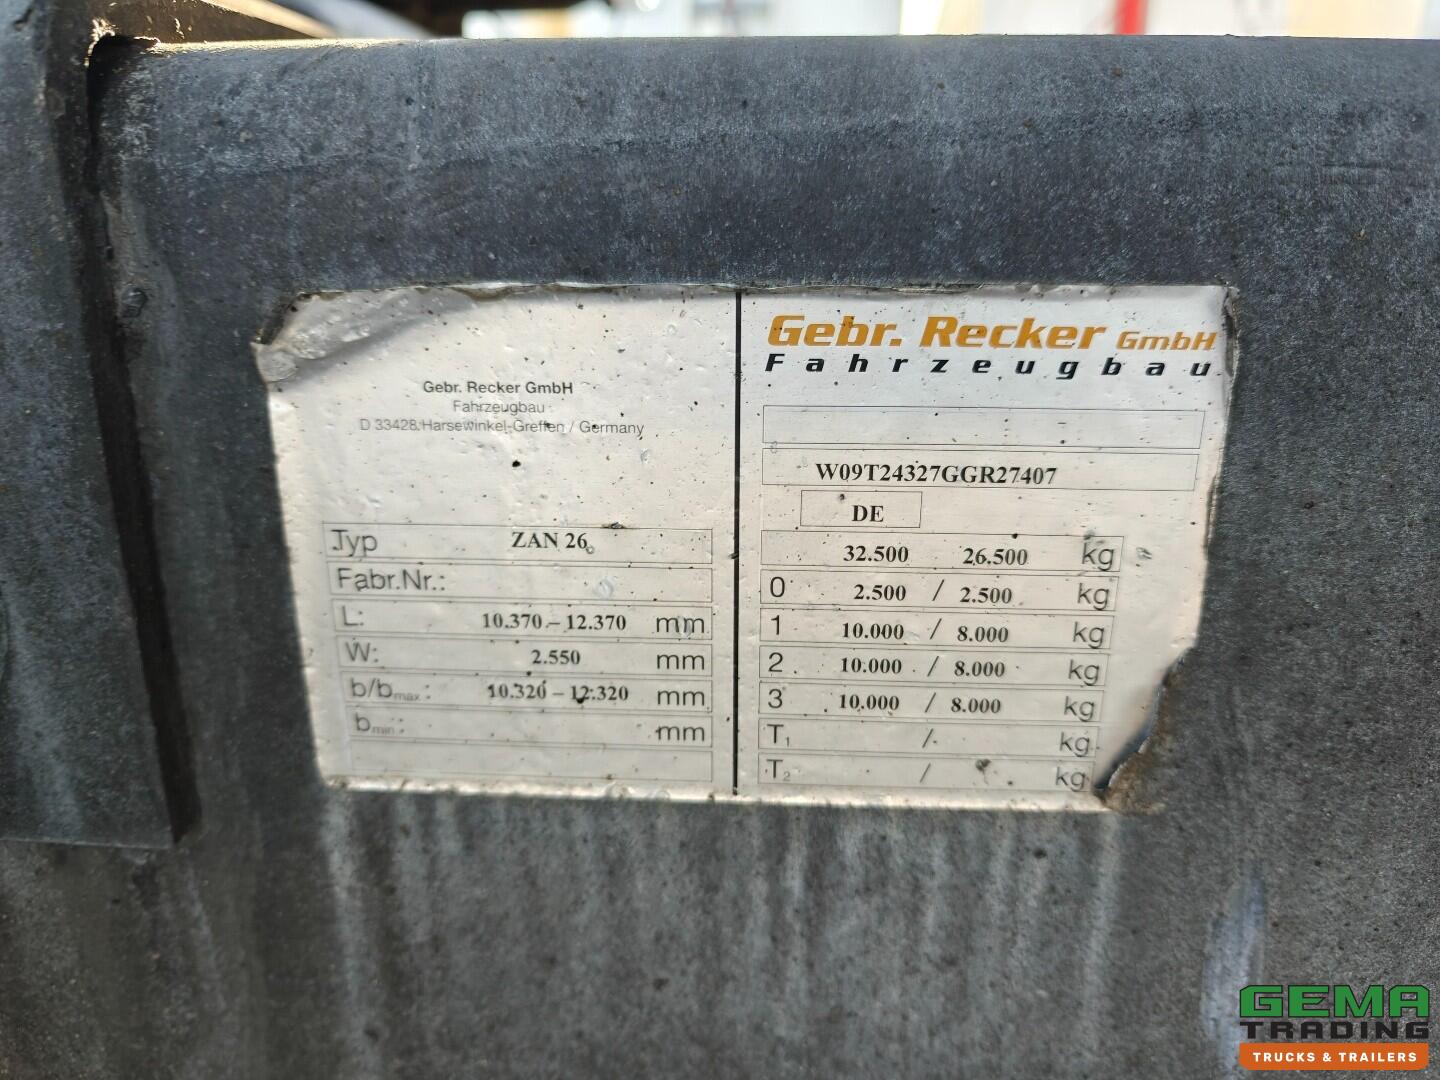 Gebr. Recker GmbH
Fahrzeugbau
D 33428 Harsewinkel-Greffen / Germany
Typ ZAN 26
Fabr.Nr.:
L: 10.370 – 12.370 mm
W: 2.550 mm
b/bmax.: 10.320 – 12.320 mm
bmin.: mm
Gebr. Recker GmbH
Fahrzeugbau
W09T24327GGR27407
DE
32.500 26.500 kg
0 2.500 / 2.500 kg
1 10.000 / 8.000 kg
2 10.000 / 8.000 kg
3 10.000 / 8.000 kg
T1 / kg
T2 / kg
GEMA
TRADING
TRUCKS & TRAILERS